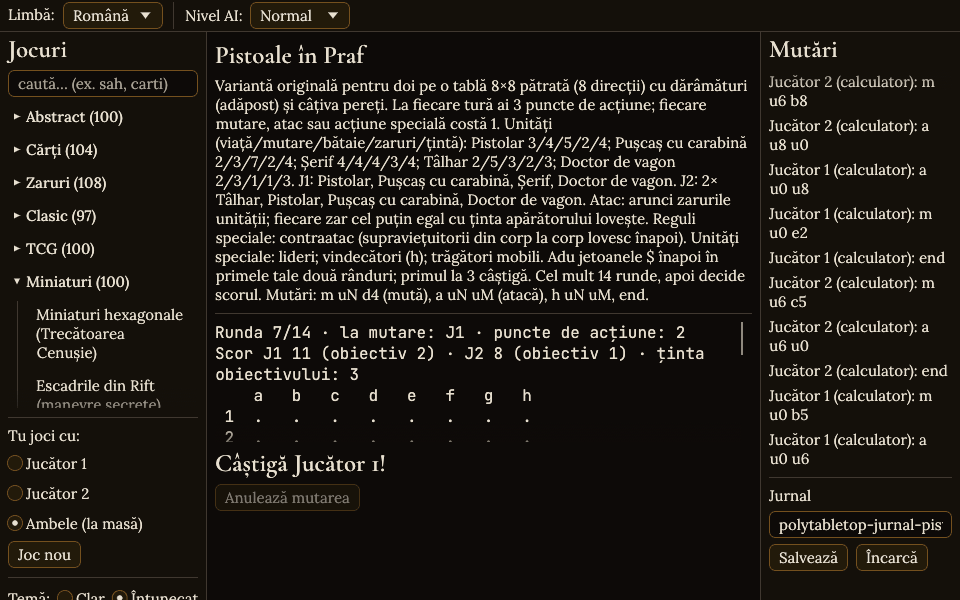 Limbă: Română Nivel AI: Normal
Jocuri
caută... (ex. sah, carti)
Abstract (100)
Cărți (104)
Zaruri (108)
Clasic (97)
TCG (100)
Miniaturi (100)
Miniaturi hexagonale
(Trecătoarea
Cenușie)
Escadrile din Rift
(manevre secrete)
Tu joci cu:
Jucător 1
Jucător 2
Ambele (la masă)
Joc nou
Temă: Clar Întunecat
Pistoale în Praf
Variantă originală pentru doi pe o tablă 8×8 pătrată (8 direcții) cu dărâmături
(adăpost) și câțiva pereți. La fiecare tură ai 3 puncte de acțiune; fiecare
mutare, atac sau acțiune specială costă 1. Unități
(viață/mutare/bătaie/zaruri/țintă): Pistolar 3/4/5/2/4; Pușcaș cu carabină
2/3/7/2/4; Șerif 4/4/4/3/4; Tâlhar 2/5/3/2/3; Doctor de vagon
2/3/1/1/3. J1: Pistolar, Pușcaș cu carabină, Șerif, Doctor de vagon. J2: 2×
Tâlhar, Pistolar, Pușcaș cu carabină, Doctor de vagon. Atac: arunci zarurile
unității; fiecare zar cel puțin egal cu ținta apărătorului lovește. Reguli
speciale: contraatac (supraviețuitorii din corp la corp lovesc înapoi). Unități
speciale: lideri; vindecători (h); trăgători mobili. Adu jetoanele $ înapoi în
primele tale două rânduri; primul la 3 câștigă. Cel mult 14 runde, apoi decide
scorul. Mutări: m uN d4 (mută), a uN uM (atacă), h uN uM, end.
Runda 7/14 · la mutare: J1 · puncte de acțiune: 2
Scor J1 11 (obiectiv 2) · J2 8 (obiectiv 1) · ținta
obiectivului: 3
a b c d e f g h
1 . . . . . . . .
2 . . . . . . . .
Câștigă Jucător 1!
Anulează mutarea
Mutări
Jucător 2 (calculator): m
u6 b8
Jucător 2 (calculator): a
u8 u0
Jucător 1 (calculator): a
u0 u8
Jucător 1 (calculator): m
u0 e2
Jucător 1 (calculator): end
Jucător 2 (calculator): m
u6 c5
Jucător 2 (calculator): a
u6 u0
Jucător 2 (calculator): end
Jucător 1 (calculator): m
u0 b5
Jucător 1 (calculator): a
u0 u6
Jurnal
polytabletop-jurnal-pis
Salvează Încarcă